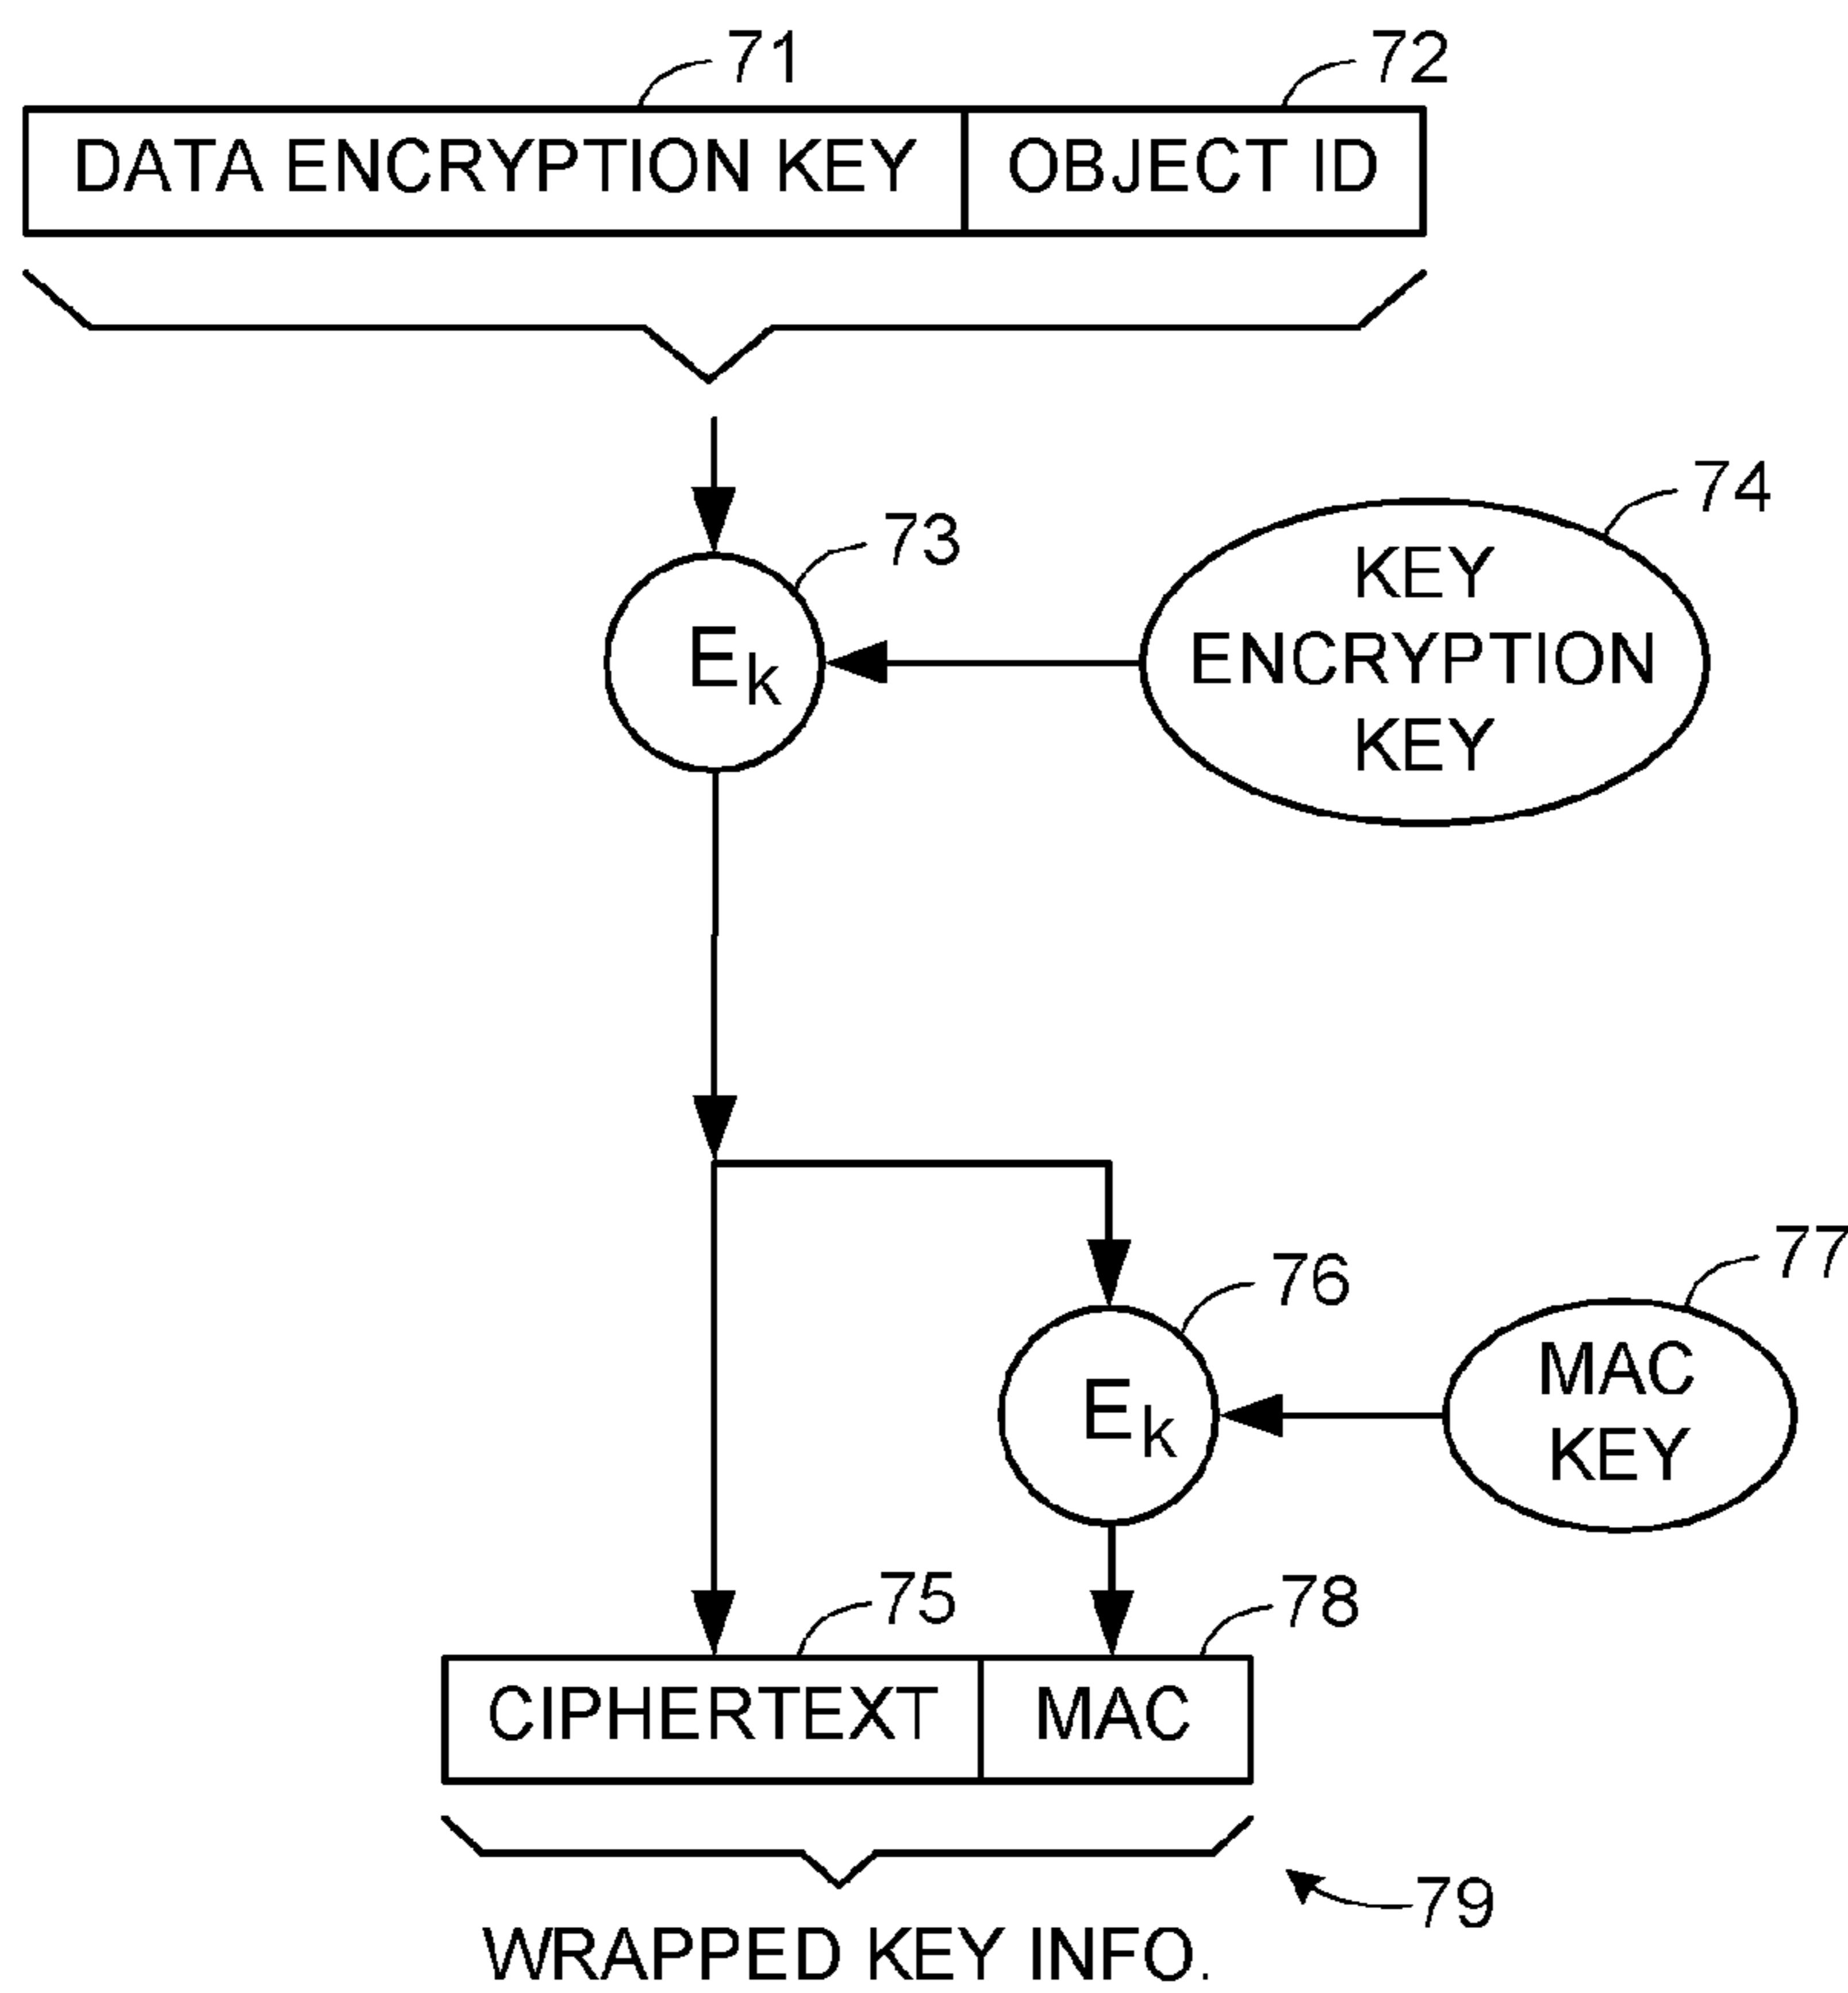 71
72
DATA ENCRYPTION KEY
OBJECT ID
73
74
Ek
KEY
ENCRYPTION
KEY
76
77
Ek
MAC
KEY
75
78
CIPHERTEXT
MAC
79
WRAPPED KEY INFO.